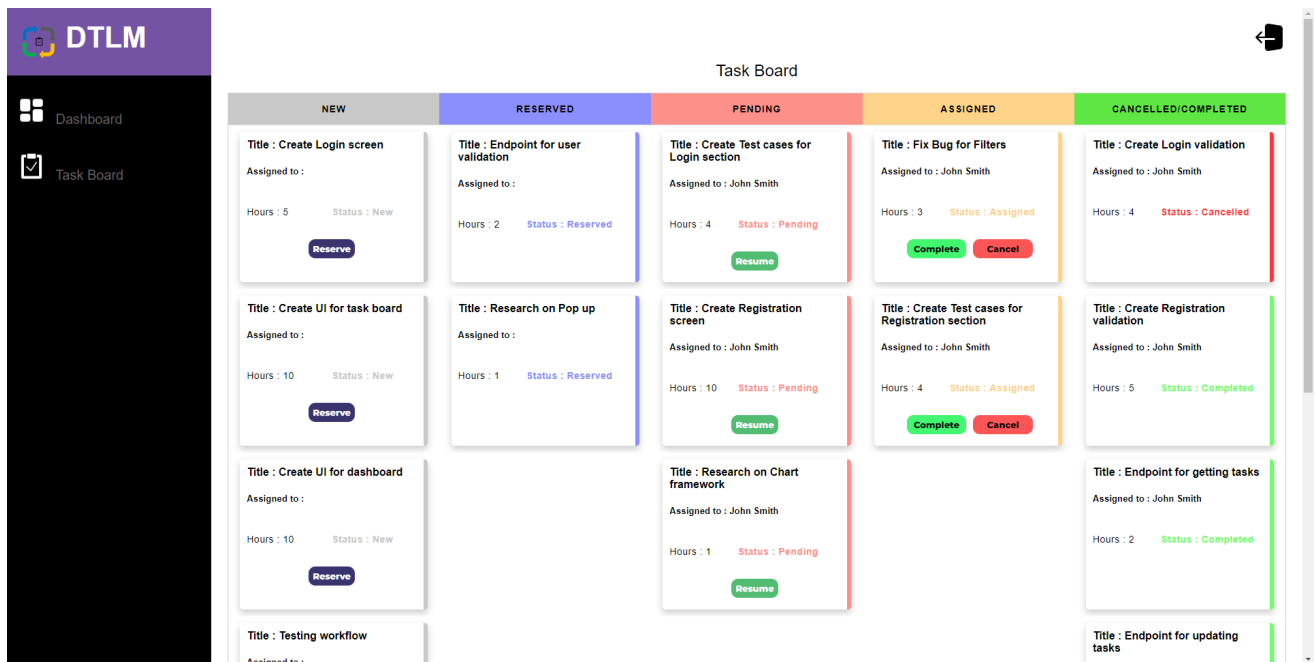 DTLM
Dashboard
Task Board
Task Board
NEW
Title : Create Login screen
Assigned to :
Hours : 5 Status : New
Reserve
Title : Create UI for task board
Assigned to :
Hours : 10 Status : New
Reserve
Title : Create UI for dashboard
Assigned to :
Hours : 10 Status : New
Reserve
Title : Testing workflow
Assigned to :
RESERVED
Title : Endpoint for user
validation
Assigned to :
Hours : 2 Status : Reserved
Title : Research on Pop up
Assigned to :
Hours : 1 Status : Reserved
PENDING
Title : Create Test cases for
Login section
Assigned to : John Smith
Hours : 4 Status : Pending
Resume
Title : Create Registration
screen
Assigned to : John Smith
Hours : 10 Status : Pending
Resume
Title : Research on Chart
framework
Assigned to : John Smith
Hours : 1 Status : Pending
Resume
ASSIGNED
Title : Fix Bug for Filters
Assigned to : John Smith
Hours : 3 Status : Assigned
Complete Cancel
Title : Create Test cases for
Registration section
Assigned to : John Smith
Hours : 4 Status : Assigned
Complete Cancel
CANCELLED/COMPLETED
Title : Create Login validation
Assigned to : John Smith
Hours : 4 Status : Cancelled
Title : Create Registration
validation
Assigned to : John Smith
Hours : 5 Status : Completed
Title : Endpoint for getting tasks
Assigned to : John Smith
Hours : 2 Status : Completed
Title : Endpoint for updating
tasks